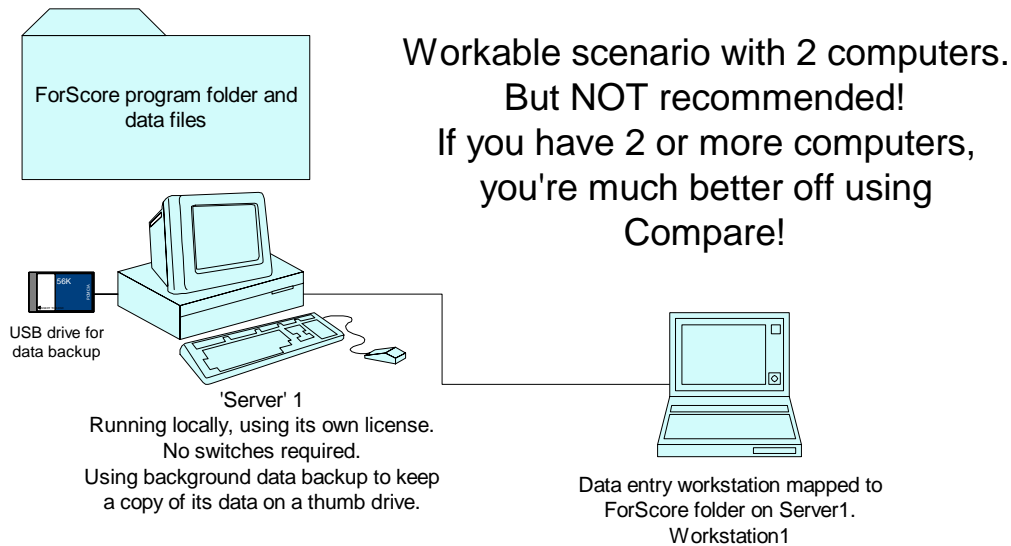 ForScore program folder and
data files
Workable scenario with 2 computers.
But NOT recommended!
If you have 2 or more computers,
you're much better off using
Compare!
56K
USB drive for
data backup
'Server' 1
Running locally, using its own license.
No switches required.
Using background data backup to keep
a copy of its data on a thumb drive.
Data entry workstation mapped to
ForScore folder on Server1.
Workstation1